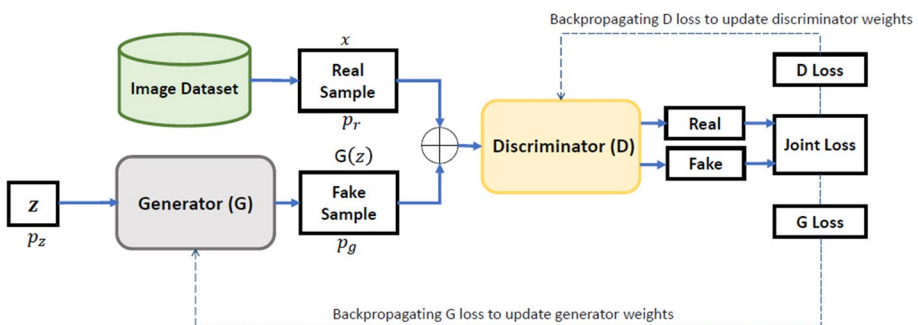 Backpropagating D loss to update discriminator weights
x
Image Dataset
Real
Sample
p_r
D Loss
G(z)
Discriminator (D)
Real
Fake
Joint Loss
z
p_z
Generator (G)
Fake
Sample
p_g
G Loss
Backpropagating G loss to update generator weights